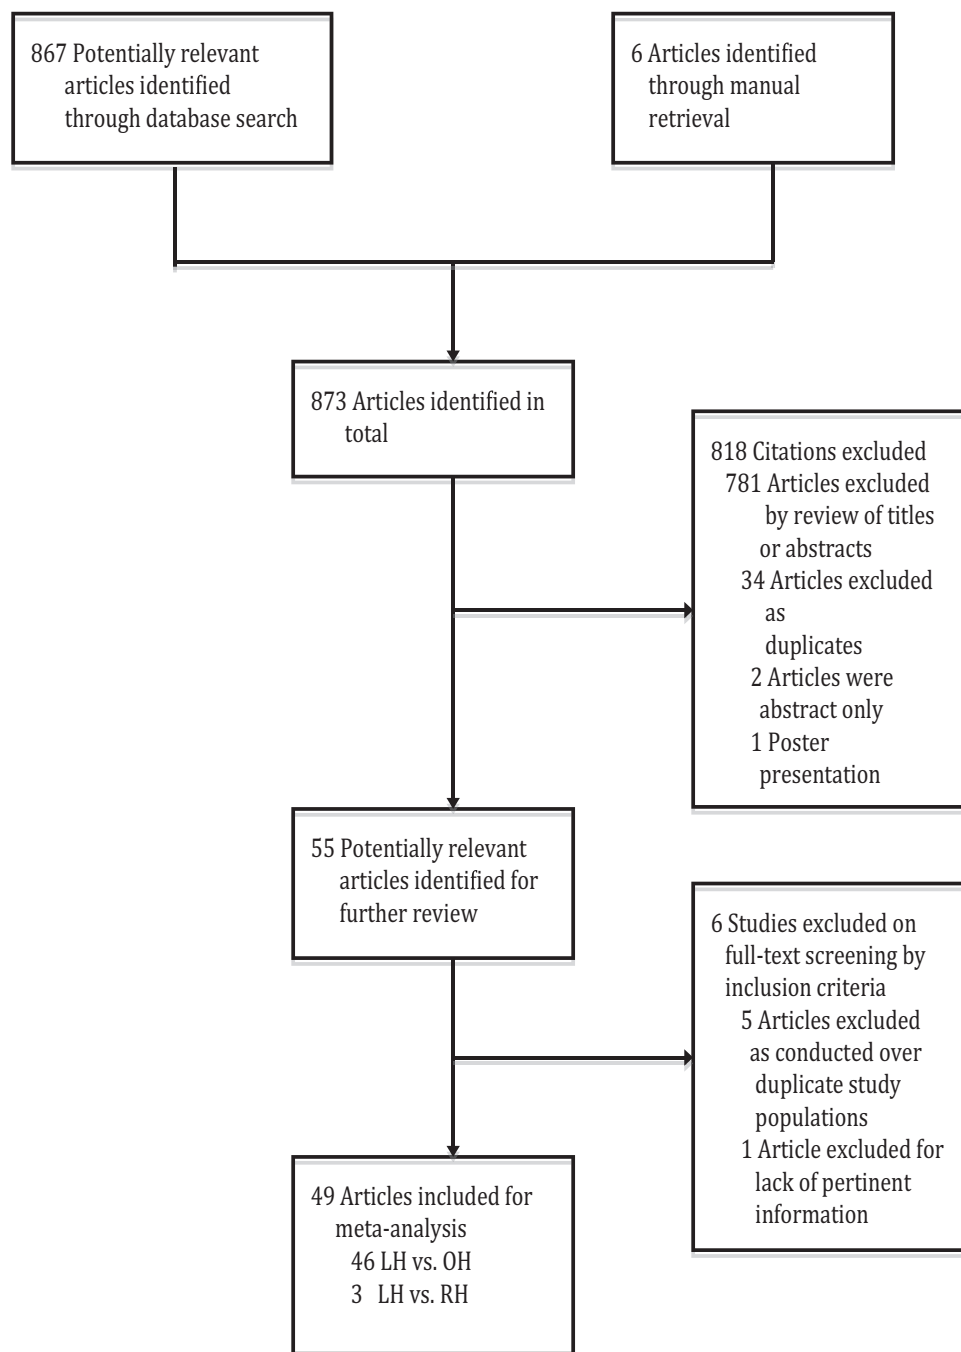 867 Potentially relevant
articles identified
through database search
6 Articles identified
through manual
retrieval
873 Articles identified in
total
818 Citations excluded
781 Articles excluded
by review of titles
or abstracts
34 Articles excluded
as
duplicates
2 Articles were
abstract only
1 Poster
presentation
55 Potentially relevant
articles identified for
further review
6 Studies excluded on
full-text screening by
inclusion criteria
5 Articles excluded
as conducted over
duplicate study
populations
1 Article excluded for
lack of pertinent
information
49 Articles included for
meta-analysis
46 LH vs. OH
3 LH vs. RH